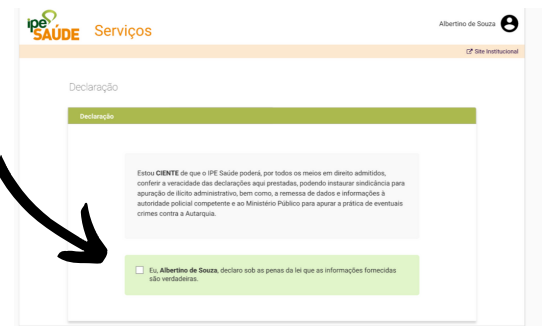 ipe
SAÚDE Serviços
Albertino de Souza
Site Institucional
Declaração
Declaração
Estou CIENTE de que o IPE Saúde poderá, por todos os meios em direito admitidos,
conferir a veracidade das declarações aqui prestadas, podendo instaurar sindicância para
apuração de ilícito administrativo, bem como, a remessa de dados e informações à
autoridade policial competente e ao Ministério Público para apurar a prática de eventuais
crimes contra a Autarquia.
Eu, Albertino de Souza, declaro sob as penas da lei que as informações fornecidas
são verdadeiras.